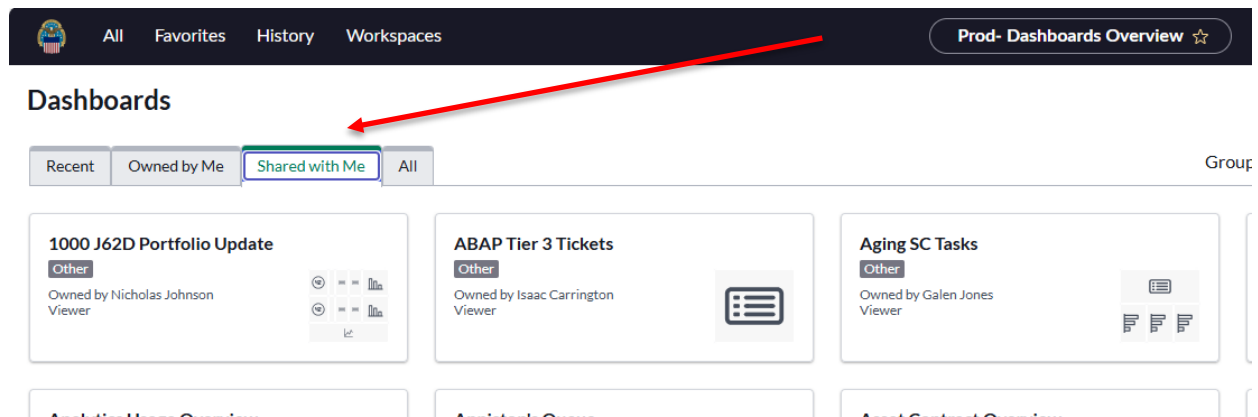 All Favorites History Workspaces Prod- Dashboards Overview
Dashboards
Recent Owned by Me Shared with Me All Group
1000 J62D Portfolio Update
Other
Owned by Nicholas Johnson
Viewer
ABAP Tier 3 Tickets
Other
Owned by Isaac Carrington
Viewer
Aging SC Tasks
Other
Owned by Galen Jones
Viewer